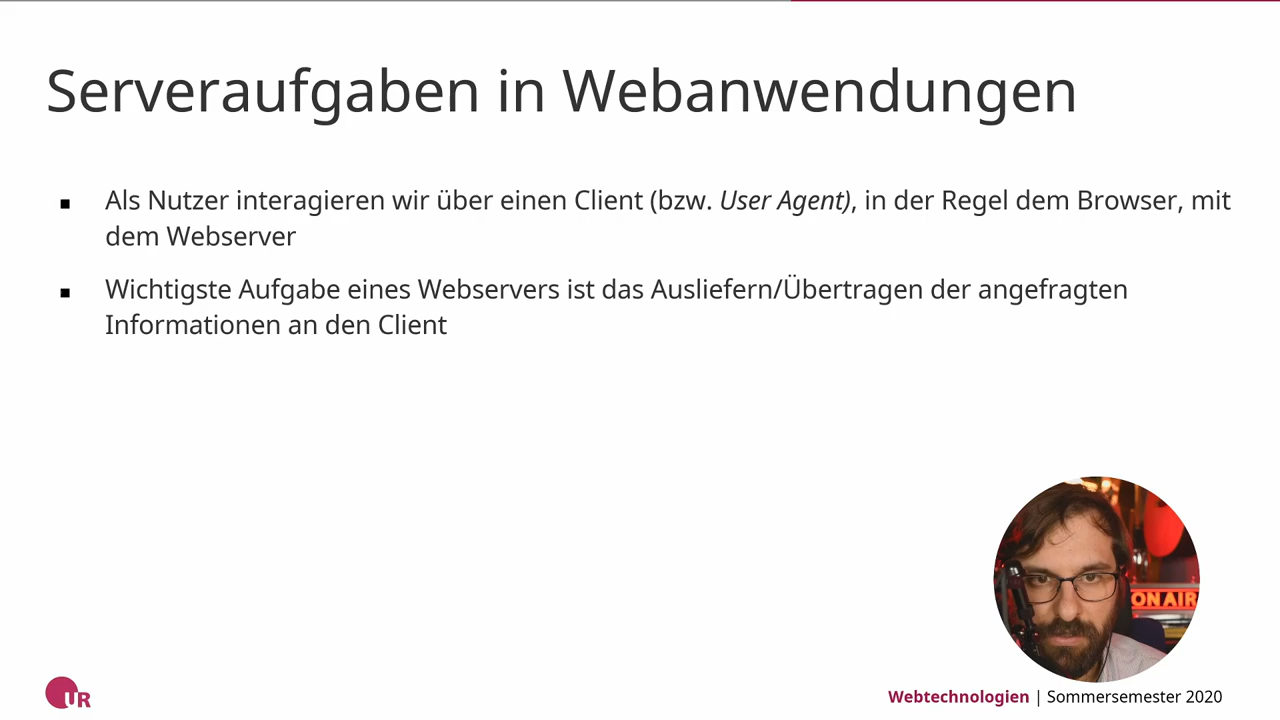 Serveraufgaben in Webanwendungen
▪ Als Nutzer interagieren wir über einen Client (bzw. User Agent), in der Regel dem Browser, mit
dem Webserver
▪ Wichtigste Aufgabe eines Webservers ist das Ausliefern/Übertragen der angefragten
Informationen an den Client
ON AIR
UR
Webtechnologien | Sommersemester 2020